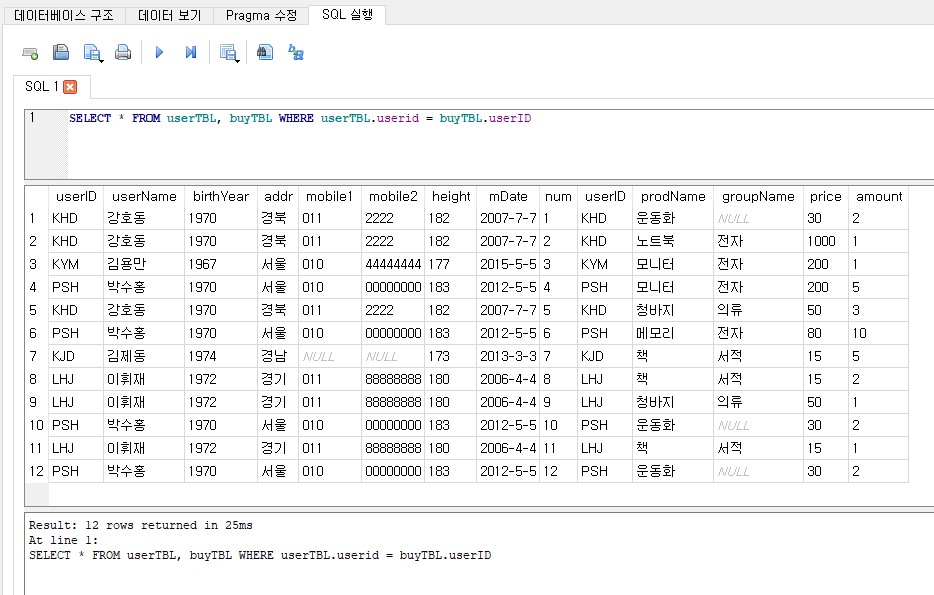 데이터베이스 구조 데이터 보기 Pragma 수정 SQL 실행
SQL 1
1 SELECT * FROM userTBL, buyTBL WHERE userTBL.userid = buyTBL.userID
userID userName birthYear addr mobile1 mobile2 height mDate num userID prodName groupName price amount
1 KHD 강호동 1970 경북 011 2222 182 2007-7-7 1 KHD 운동화 NULL 30 2
2 KHD 강호동 1970 경북 011 2222 182 2007-7-7 2 KHD 노트북 전자 1000 1
3 KYM 김용만 1967 서울 010 44444444 177 2015-5-5 3 KYM 모니터 전자 200 1
4 PSH 박수홍 1970 서울 010 00000000 183 2012-5-5 4 PSH 모니터 전자 200 5
5 KHD 강호동 1970 경북 011 2222 182 2007-7-7 5 KHD 청바지 의류 50 3
6 PSH 박수홍 1970 서울 010 00000000 183 2012-5-5 6 PSH 메모리 전자 80 10
7 KJD 김제동 1974 경남 NULL NULL 173 2013-3-3 7 KJD 책 서적 15 5
8 LHJ 이휘재 1972 경기 011 88888888 180 2006-4-4 8 LHJ 책 서적 15 2
9 LHJ 이휘재 1972 경기 011 88888888 180 2006-4-4 9 LHJ 청바지 의류 50 1
10 PSH 박수홍 1970 서울 010 00000000 183 2012-5-5 10 PSH 운동화 NULL 30 2
11 LHJ 이휘재 1972 경기 011 88888888 180 2006-4-4 11 LHJ 책 서적 15 1
12 PSH 박수홍 1970 서울 010 00000000 183 2012-5-5 12 PSH 운동화 NULL 30 2
Result: 12 rows returned in 25ms
At line 1:
SELECT * FROM userTBL, buyTBL WHERE userTBL.userid = buyTBL.userID